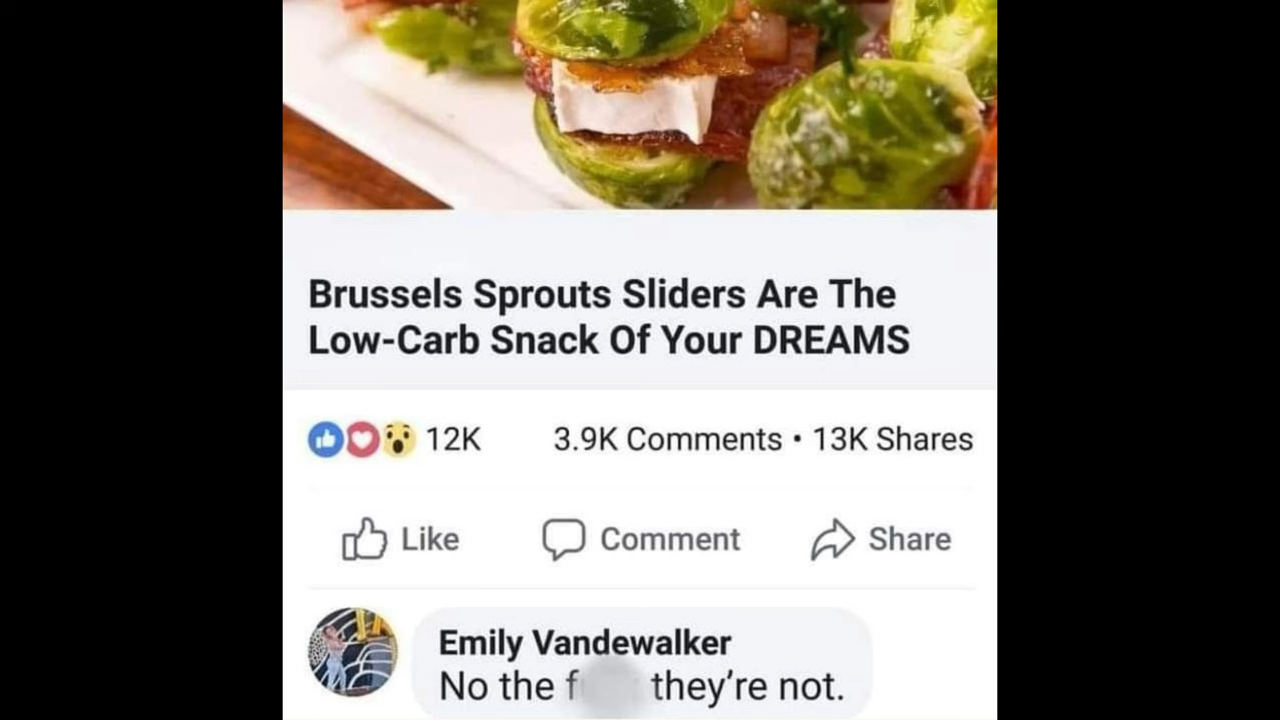 Brussels Sprouts Sliders Are The
Low-Carb Snack Of Your DREAMS
12K 3.9K Comments • 13K Shares
Like Comment Share
Emily Vandewalker
No the they're not.